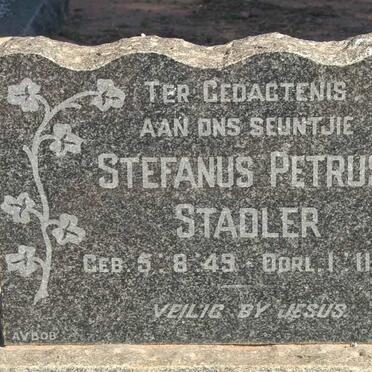 TER GEDAGTENIS
AAN ONS SEUNTJIE
STEFANUS PETRUS
STADLER
GEB. 5·8·49 - OORL. 1·11
VEILIG BY JESUS.
AVBOB